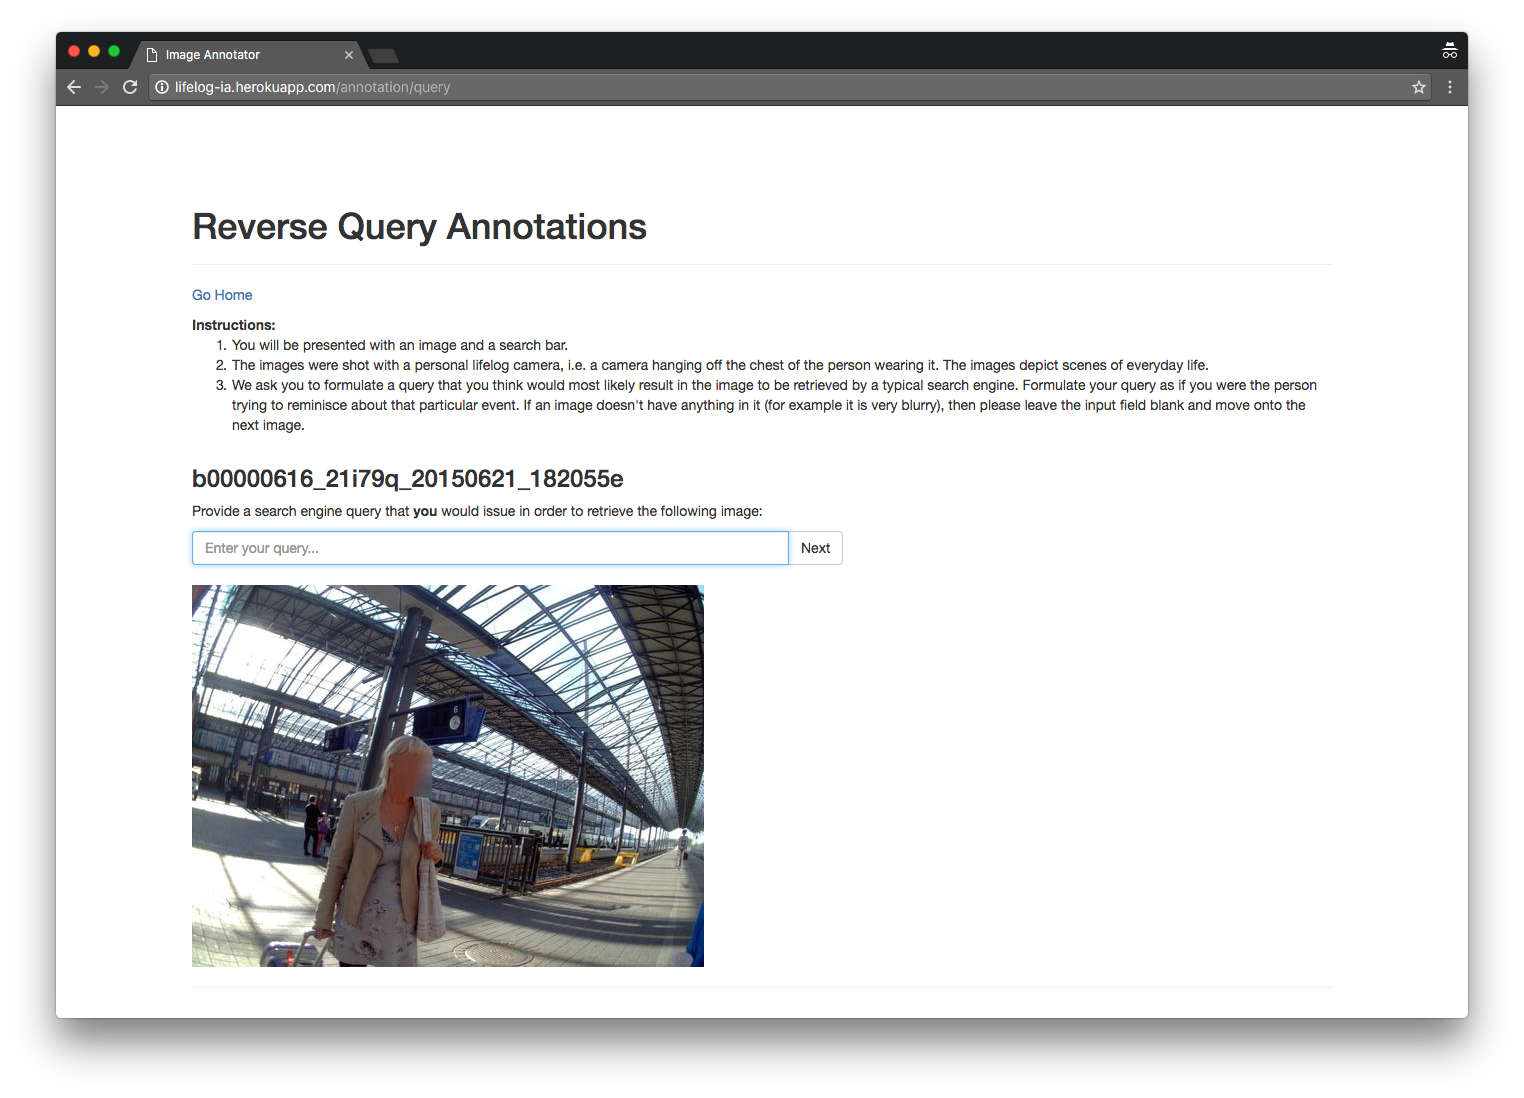 Image Annotator
lifelog-ia.herokuapp.com/annotation/query
Reverse Query Annotations
Go Home
Instructions:
1. You will be presented with an image and a search bar.
2. The images were shot with a personal lifelog camera, i.e. a camera hanging off the chest of the person wearing it. The images depict scenes of everyday life.
3. We ask you to formulate a query that you think would most likely result in the image to be retrieved by a typical search engine. Formulate your query as if you were the person
trying to reminisce about that particular event. If an image doesn't have anything in it (for example it is very blurry), then please leave the input field blank and move onto the
next image.
b00000616_21i79q_20150621_182055e
Provide a search engine query that you would issue in order to retrieve the following image:
Enter your query...
Next
6